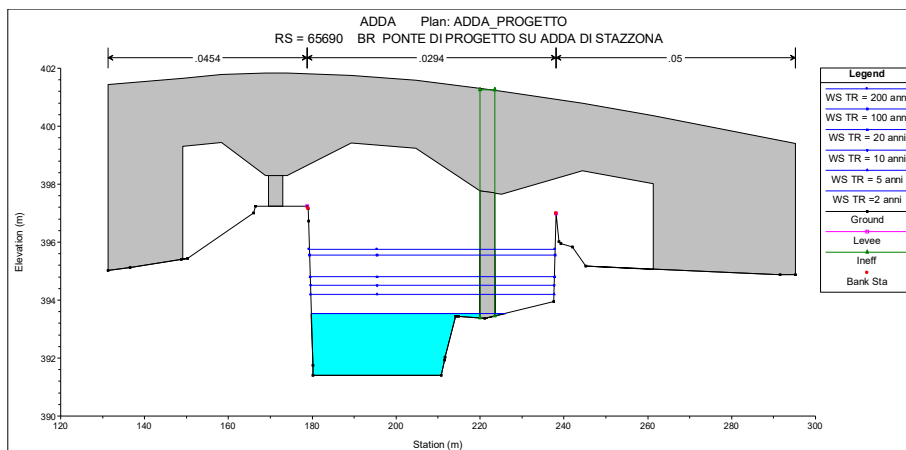 ADDA Plan: ADDA_PROGETTO
RS = 65690 BR PONTE DI PROGETTO SU ADDA DI STAZZONA
.0454 .0294 .05
402
400
398
396
394
392
390
Elevation (m)
120 140 160 180 200 220 240 260 280 300
Station (m)
Legend
WS TR = 200 anni
WS TR = 100 anni
WS TR = 20 anni
WS TR = 10 anni
WS TR = 5 anni
WS TR =2 anni
Ground
Levee
Ineff
Bank Sta